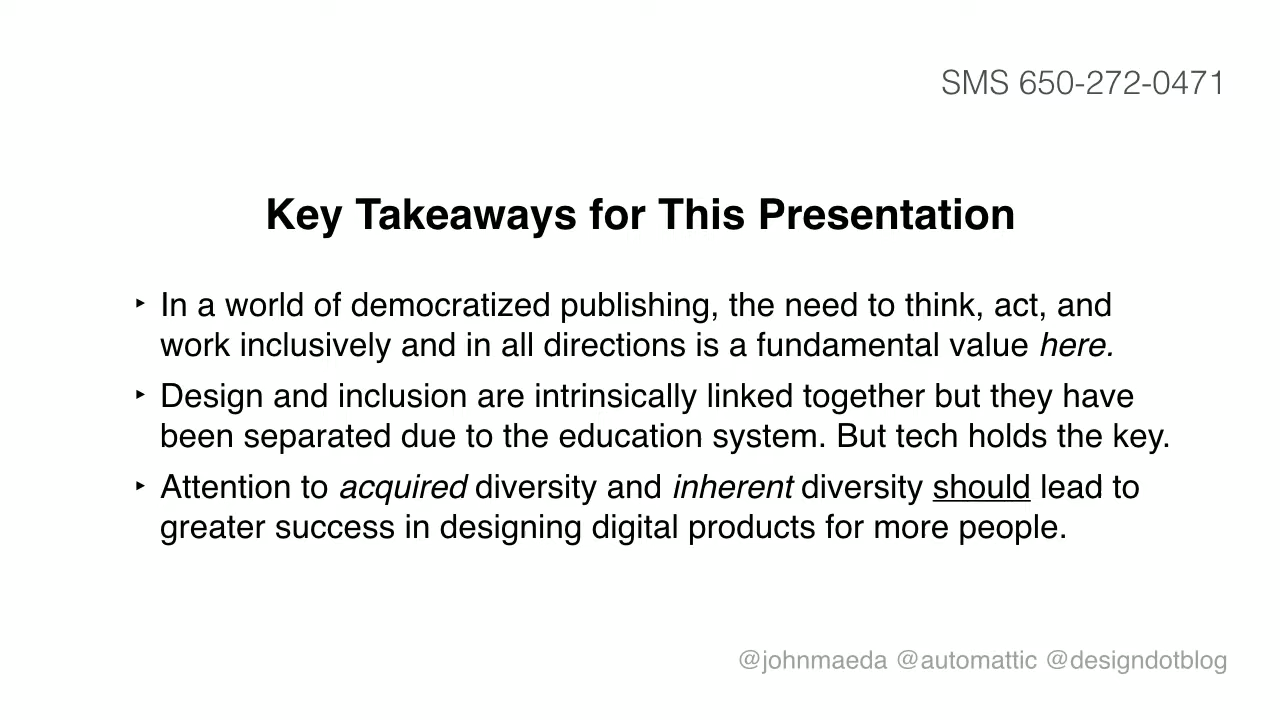 SMS 650-272-0471
Key Takeaways for This Presentation
‣ In a world of democratized publishing, the need to think, act, and
work inclusively and in all directions is a fundamental value here.
‣ Design and inclusion are intrinsically linked together but they have
been separated due to the education system. But tech holds the key.
‣ Attention to acquired diversity and inherent diversity should lead to
greater success in designing digital products for more people.
@johnmaeda @automattic @designdotblog